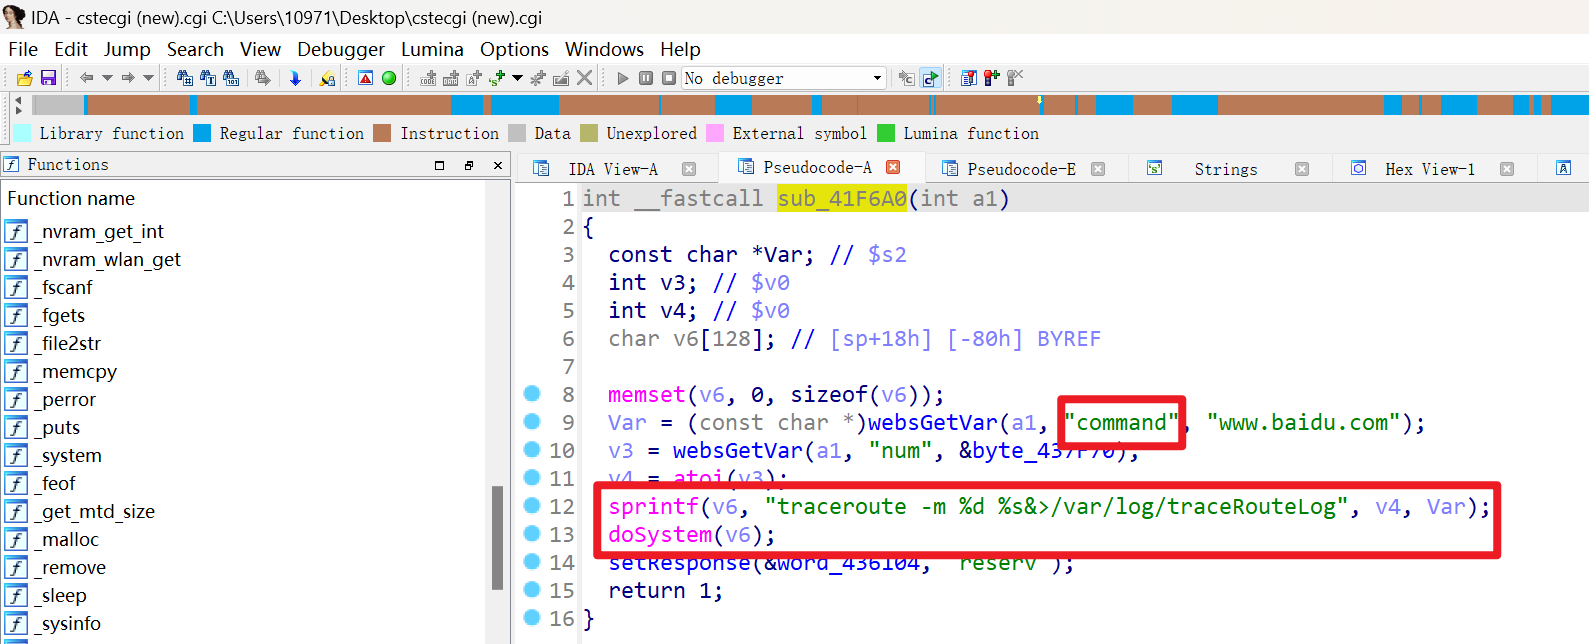 IDA - cstecgi (new).cgi C:\Users\10971\Desktop\cstecgi (new).cgi
File Edit Jump Search View Debugger Lumina Options Windows Help
No debugger
Library function Regular function Instruction Data Unexplored External symbol Lumina function
Functions
IDA View-A Pseudocode-A Pseudocode-E Strings Hex View-1
Function name
_nvram_get_int
_nvram_wlan_get
_fscanf
_fgets
_file2str
_memcpy
_perror
_puts
_system
_feof
_get_mtd_size
_malloc
_remove
_sleep
_sysinfo
1 int __fastcall sub_41F6A0(int a1)
2 {
3 const char *Var; // $s2
4 int v3; // $v0
5 int v4; // $v0
6 char v6[128]; // [sp+18h] [-80h] BYREF
7
8 memset(v6, 0, sizeof(v6));
9 Var = (const char *)websGetVar(a1, "command", "www.baidu.com");
10 v3 = websGetVar(a1, "num", &byte_437F70);
11 v4 = atoi(v3);
12 sprintf(v6, "traceroute -m %d %s&>/var/log/traceRouteLog", v4, Var);
13 doSystem(v6);
14 setResponse(&word_436104, "reserv");
15 return 1;
16 }